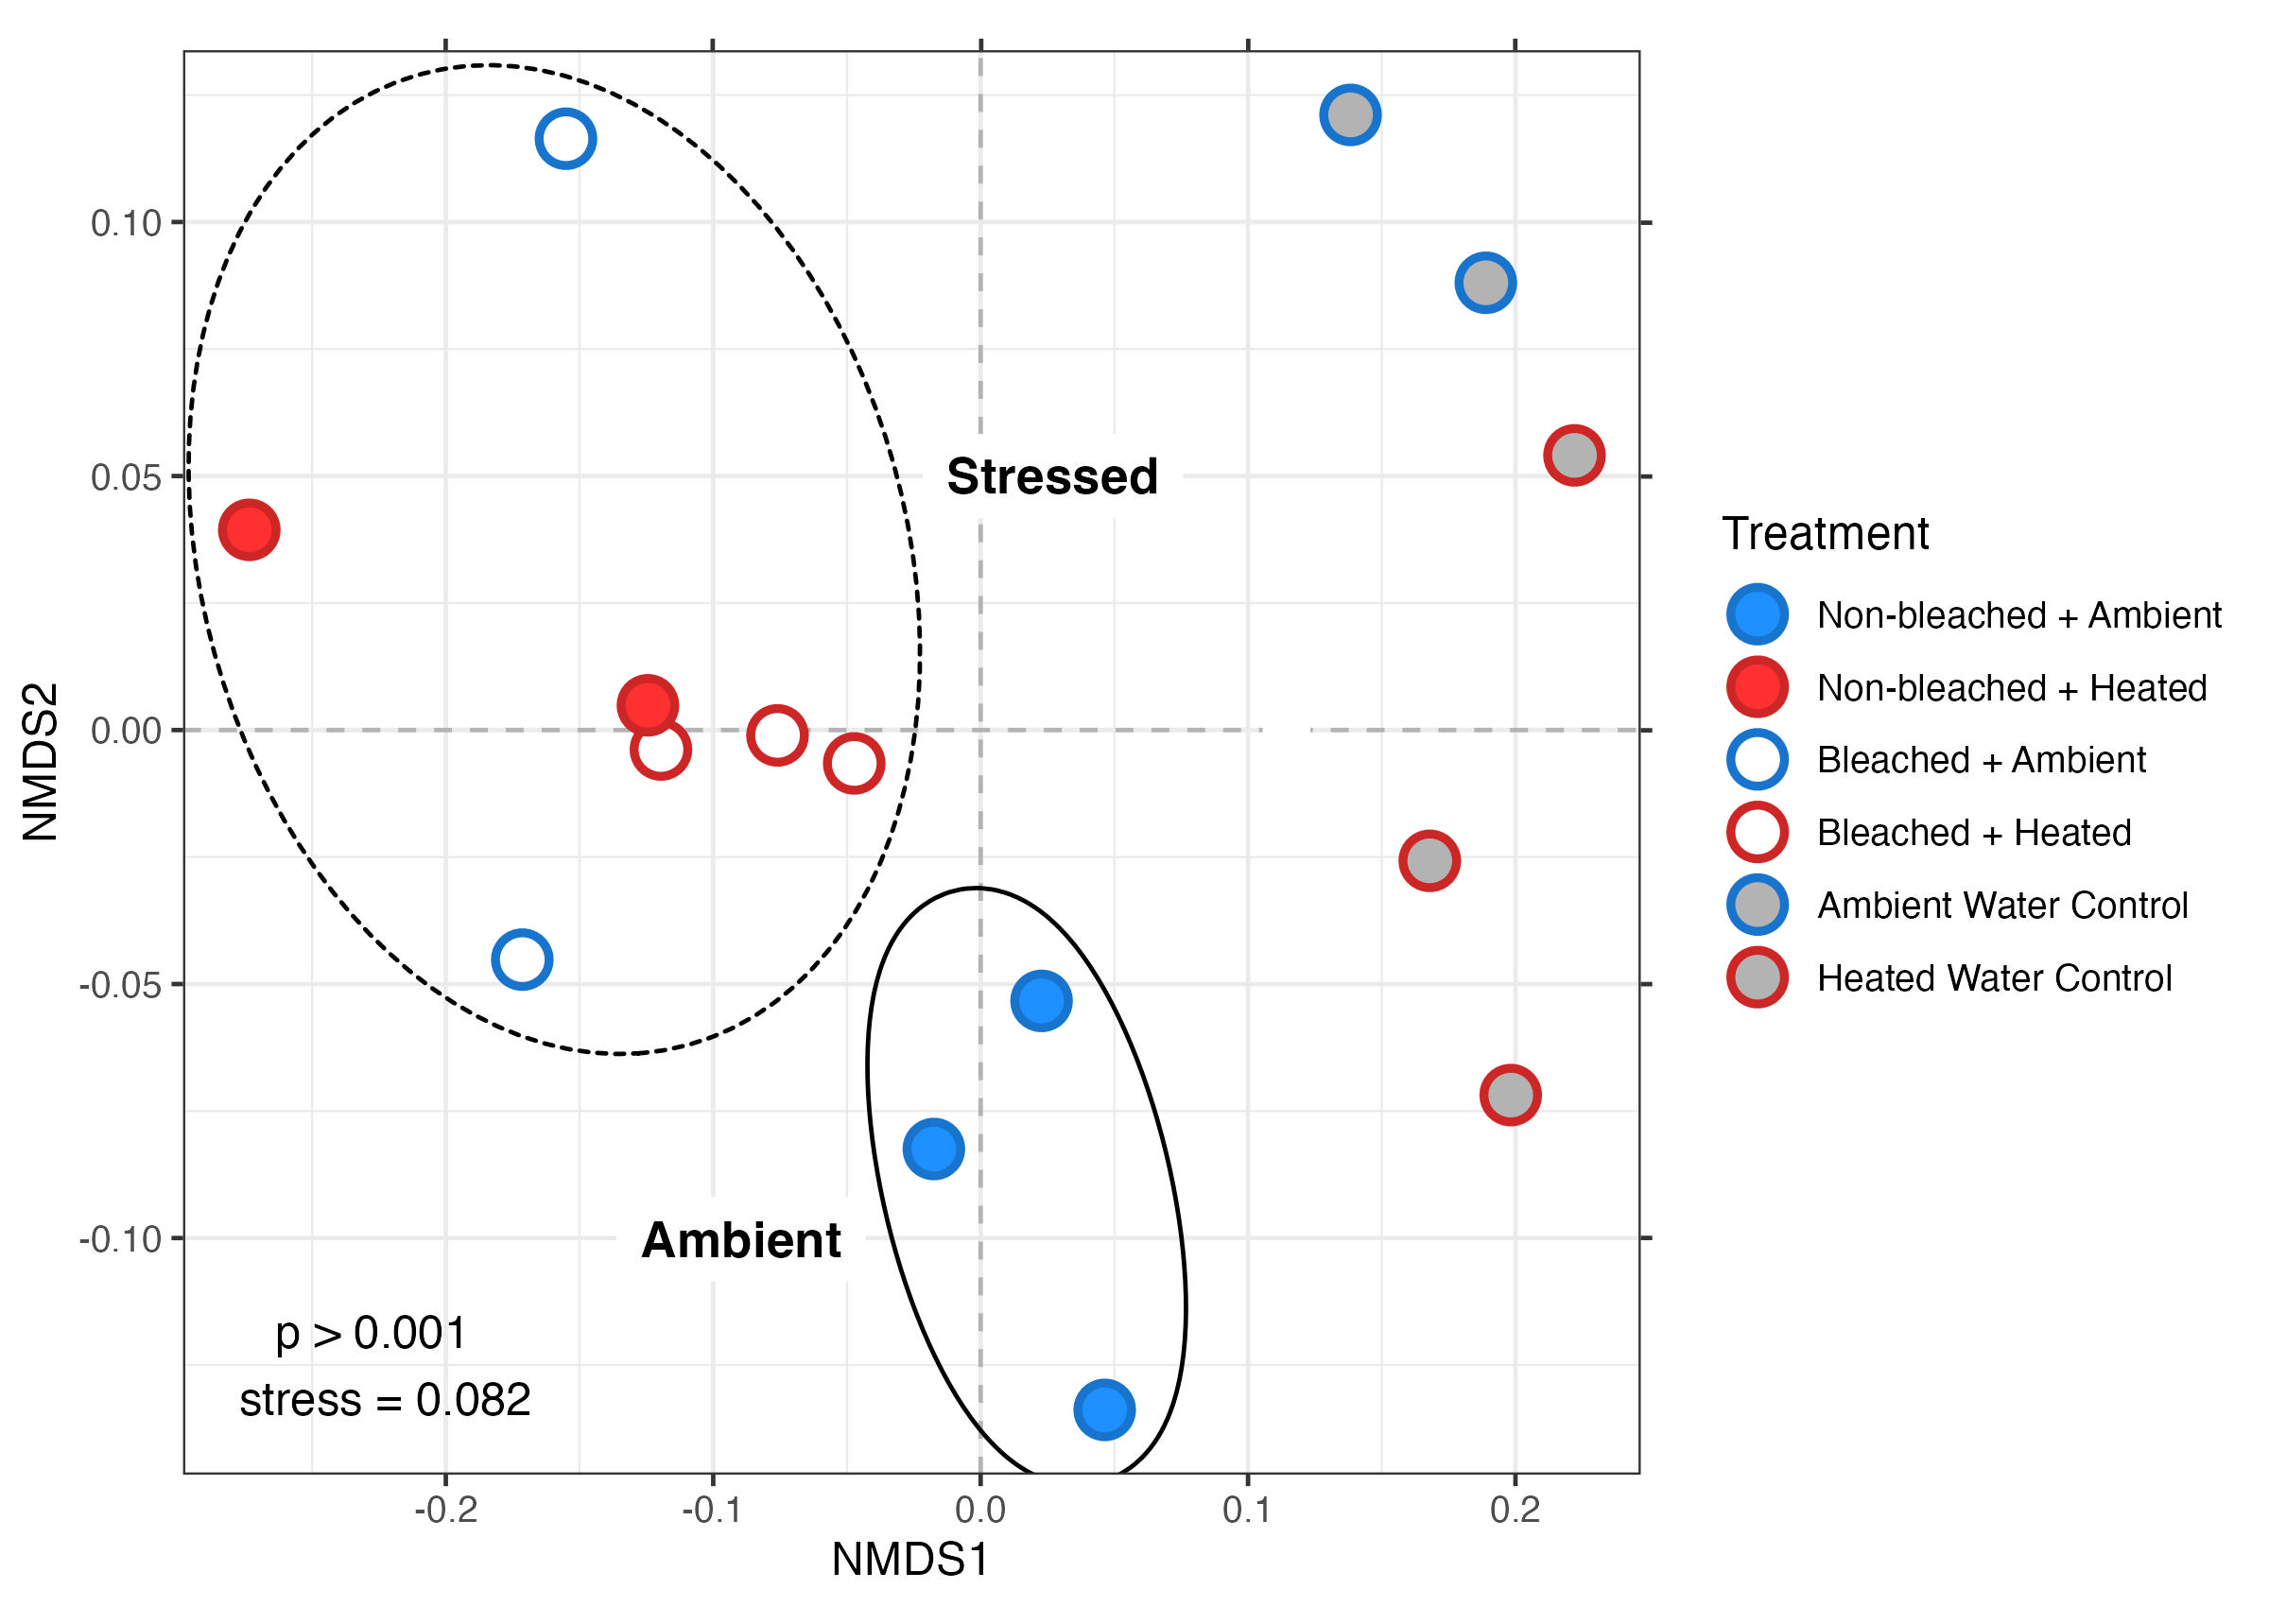 Stressed
Ambient
p > 0.001
stress = 0.082
0.10
0.05
0.00
-0.05
-0.10
NMDS2
-0.2
-0.1
0.0
0.1
0.2
NMDS1
Treatment
Non-bleached + Ambient
Non-bleached + Heated
Bleached + Ambient
Bleached + Heated
Ambient Water Control
Heated Water Control